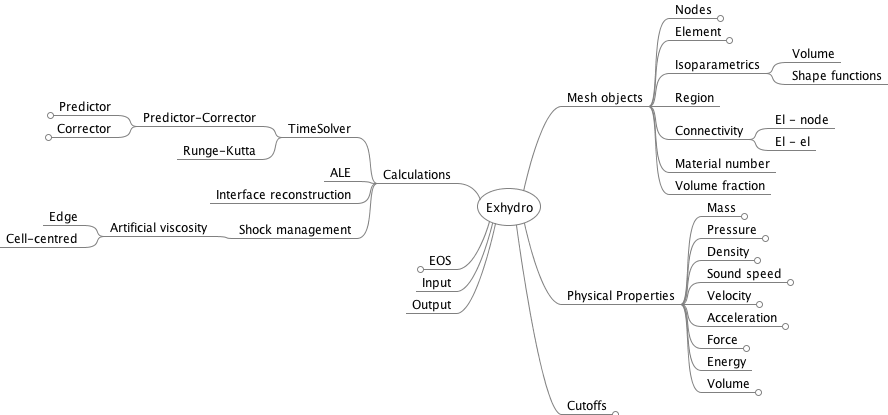 Exhydro
Mesh objects
Nodes
Element
Isoparametrics
Volume
Shape functions
Region
Connectivity
El - node
El - el
Material number
Volume fraction
Physical Properties
Mass
Pressure
Density
Sound speed
Velocity
Acceleration
Force
Energy
Volume
Cutoffs
Calculations
TimeSolver
Predictor-Corrector
Predictor
Corrector
Runge-Kutta
ALE
Interface reconstruction
Shock management
Artificial viscosity
Edge
Cell-centred
EOS
Input
Output